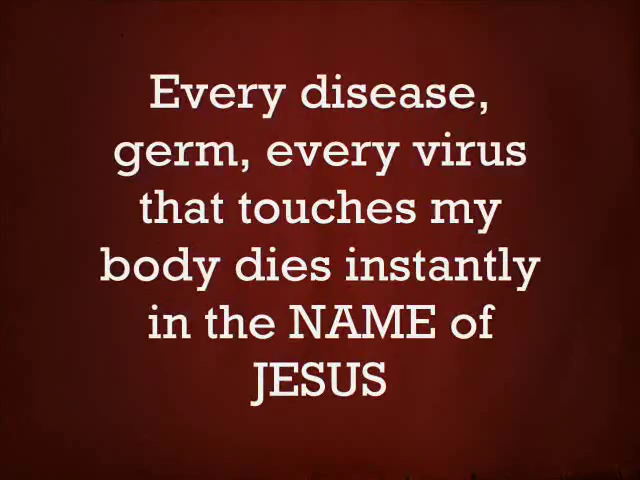 Every disease,
germ, every virus
that touches my
body dies instantly
in the NAME of
JESUS